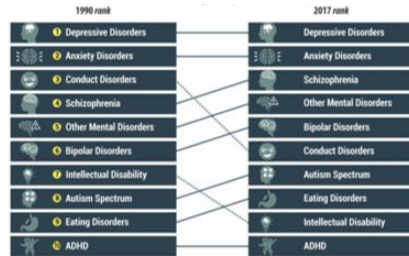 1990 rank
2017 rank
1 Depressive Disorders
Depressive Disorders
2 Anxiety Disorders
Anxiety Disorders
3 Conduct Disorders
Schizophrenia
4 Schizophrenia
Other Mental Disorders
5 Other Mental Disorders
Bipolar Disorders
6 Bipolar Disorders
Conduct Disorders
7 Intellectual Disability
Autism Spectrum
8 Autism Spectrum
Eating Disorders
9 Eating Disorders
Intellectual Disability
10 ADHD
ADHD